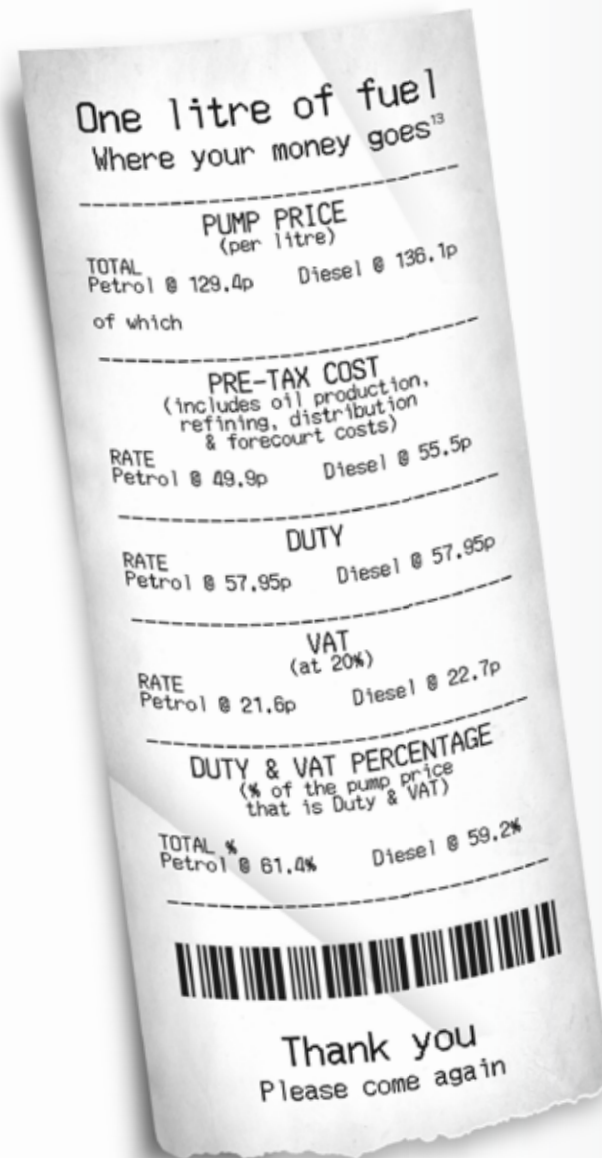 One litre of fuel
Where your money goes¹³
PUMP PRICE
(per litre)
TOTAL
Petrol @ 129.4p Diesel @ 136.1p
of which
PRE-TAX COST
(includes oil production,
refining, distribution
& forecourt costs)
RATE
Petrol @ 49.9p Diesel @ 55.5p
DUTY
RATE
Petrol @ 57.95p Diesel @ 57.95p
VAT
(at 20%)
RATE
Petrol @ 21.6p Diesel @ 22.7p
DUTY & VAT PERCENTAGE
(% of the pump price
that is Duty & VAT)
TOTAL %
Petrol @ 61.4% Diesel @ 59.2%
Thank you
Please come again